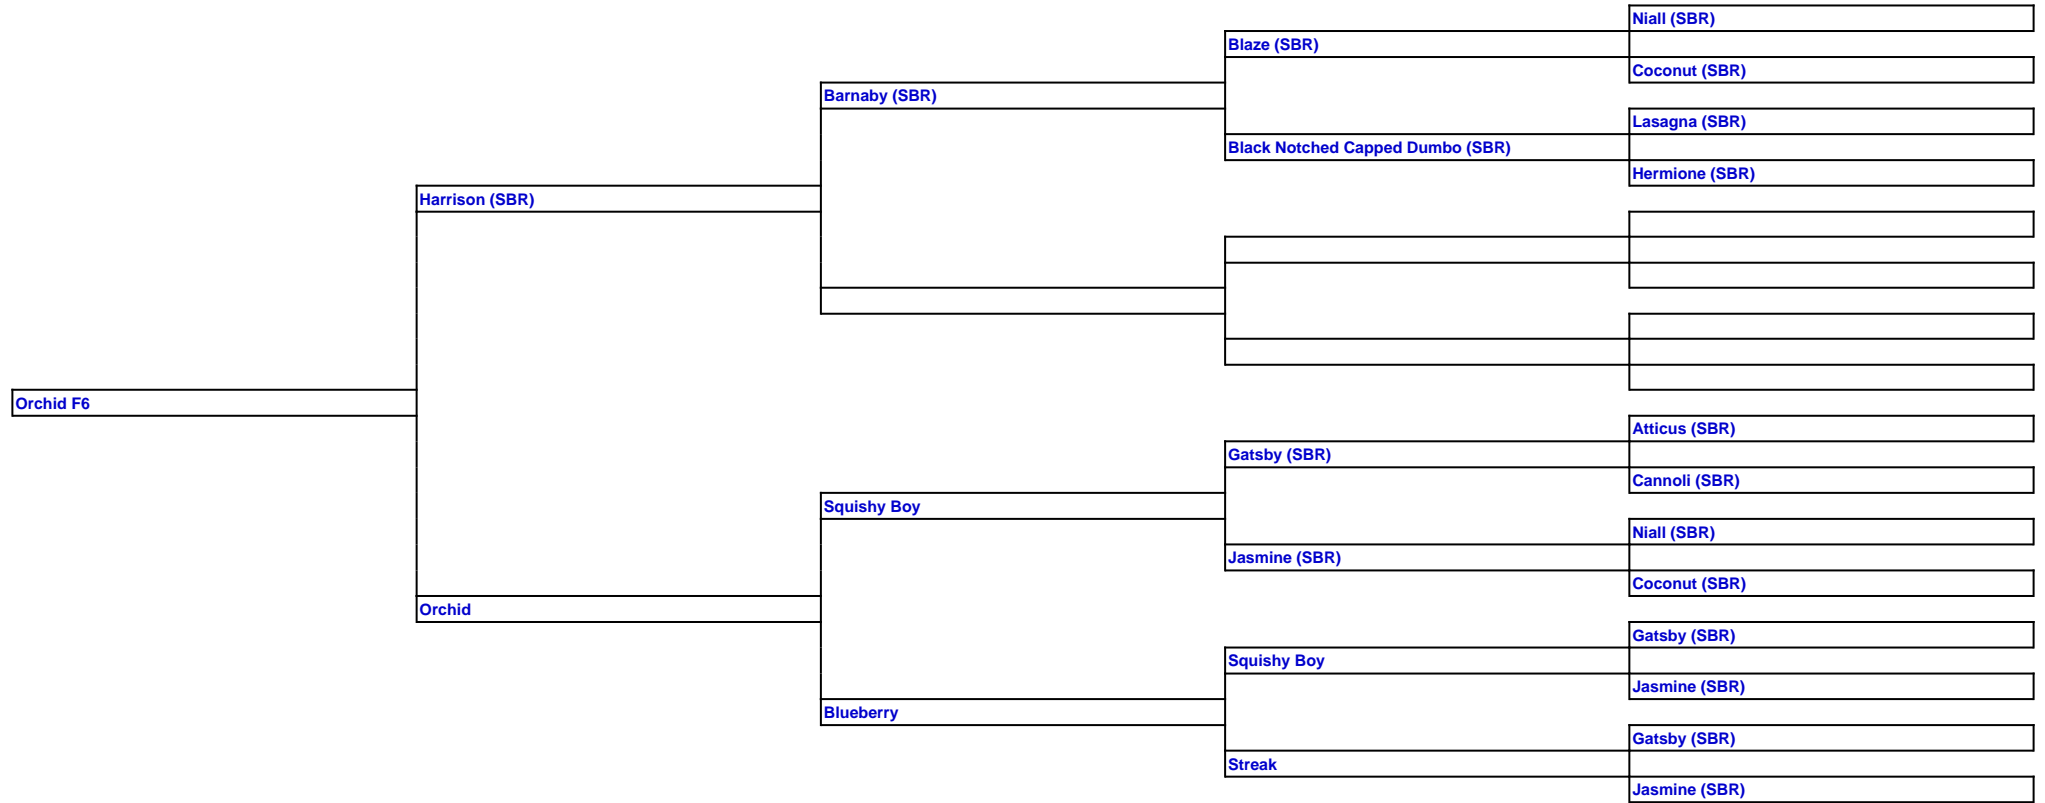 Niall (SBR)
Blaze (SBR)
Coconut (SBR)
Barnaby (SBR)
Lasagna (SBR)
Black Notched Capped Dumbo (SBR)
Hermione (SBR)
Harrison (SBR)
Orchid F6
Atticus (SBR)
Gatsby (SBR)
Cannoli (SBR)
Squishy Boy
Niall (SBR)
Jasmine (SBR)
Coconut (SBR)
Orchid
Gatsby (SBR)
Squishy Boy
Jasmine (SBR)
Blueberry
Gatsby (SBR)
Streak
Jasmine (SBR)